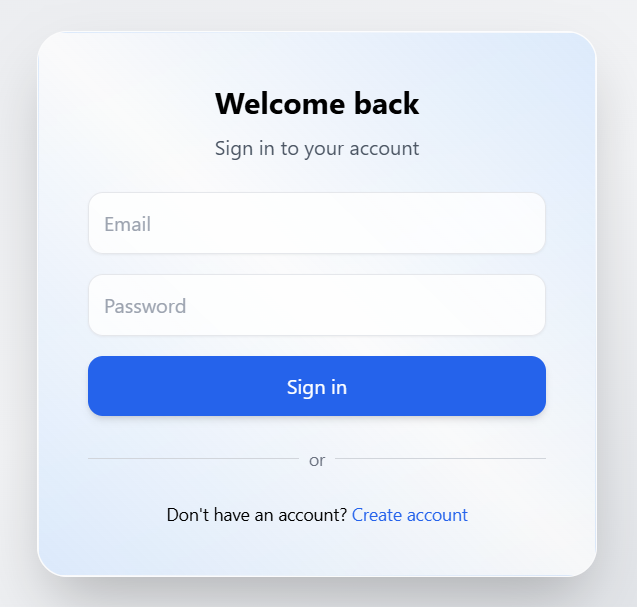 Welcome back
Sign in to your account
Email
Password
Sign in
or
Don't have an account? Create account